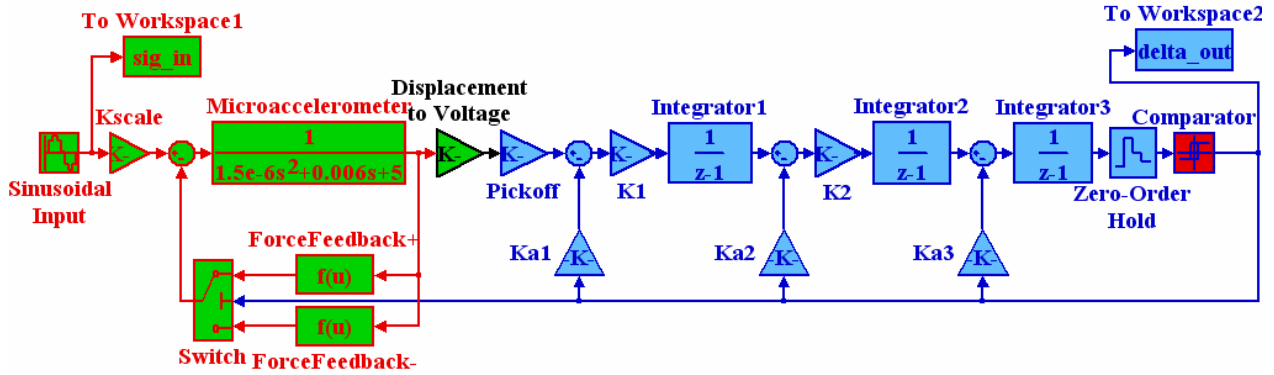 To Workspace1
sig_in
To Workspace2
delta_out
Kscale
K-
Sinusoidal
Input
Microaccelerometer
1
1.5e-6s2+0.006s+5
Displacement
to Voltage
K-
K-
Pickoff
K-
K1
Integrator1
1
z-1
K-
K2
Integrator2
1
z-1
Integrator3
1
z-1
Zero-Order
Hold
Comparator
Ka1
-K-
Ka2
-K-
Ka3
-K-
ForceFeedback+
f(u)
f(u)
ForceFeedback-
Switch